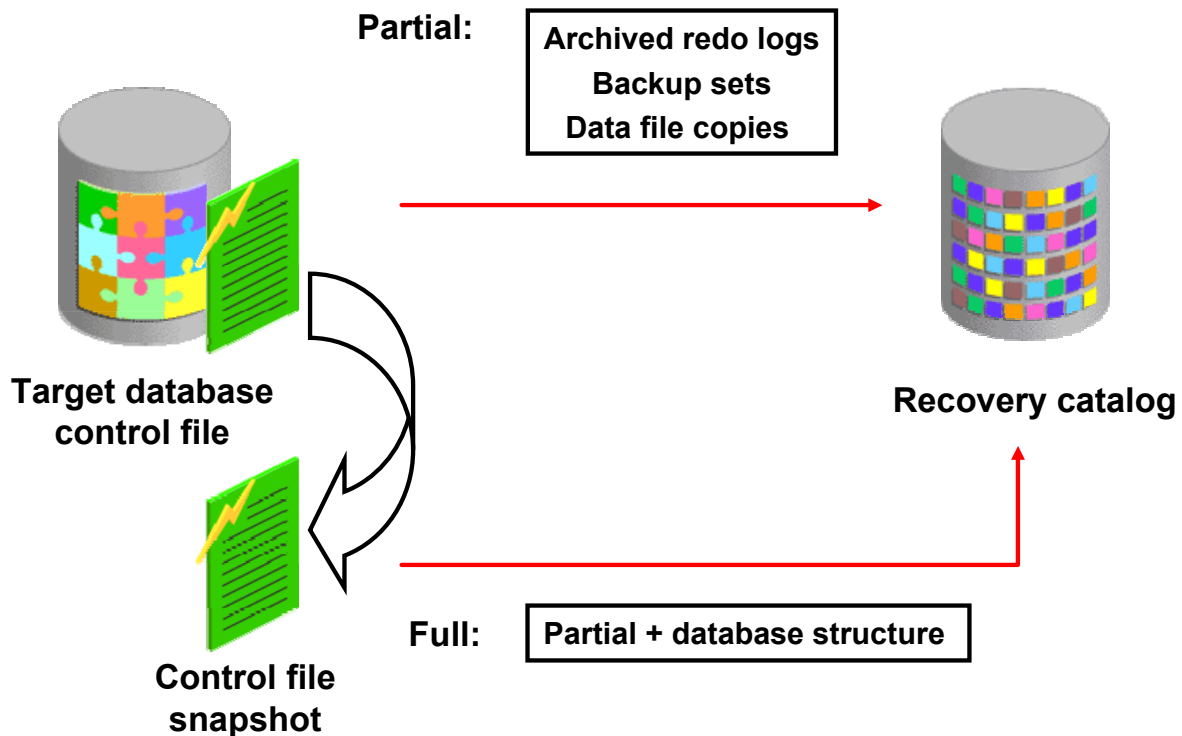 Partial:
Archived redo logs
Backup sets
Data file copies
Target database
control file
Recovery catalog
Full:
Partial + database structure
Control file
snapshot